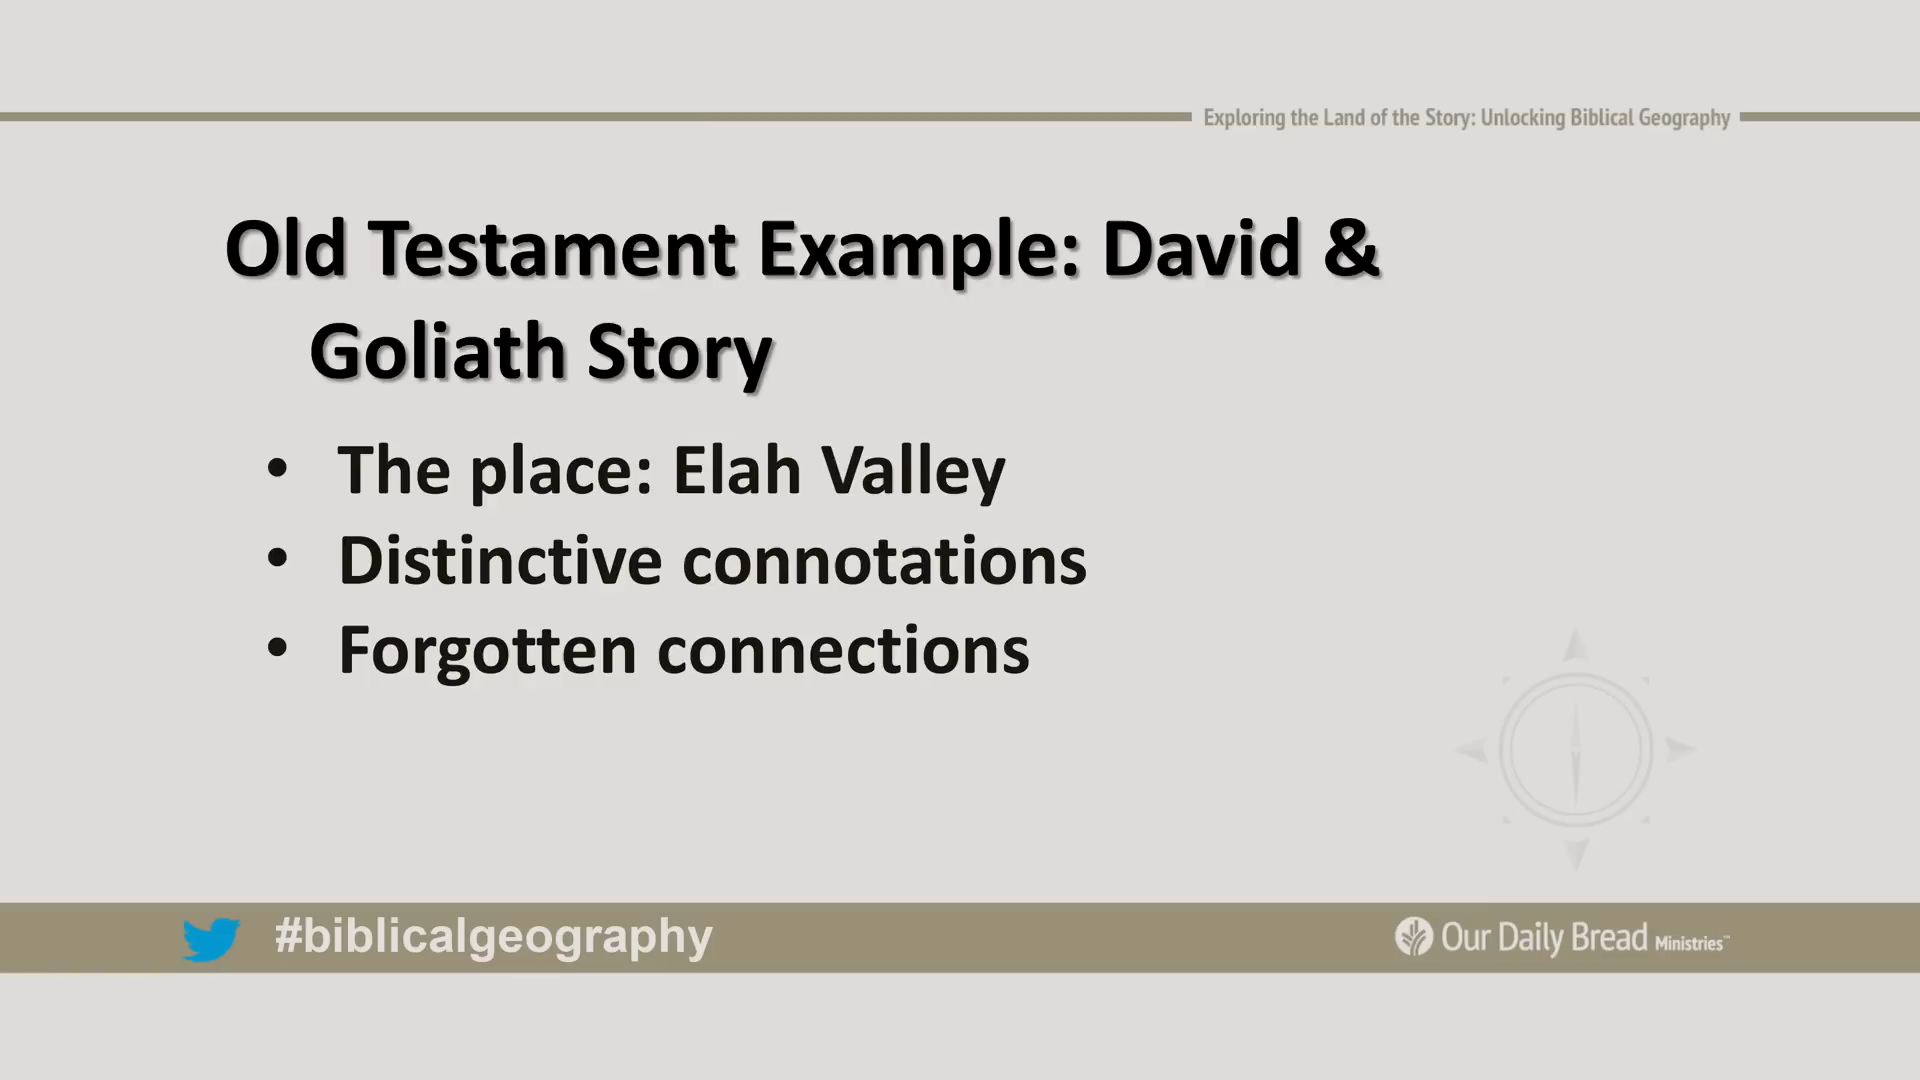 Exploring the Land of the Story: Unlocking Biblical Geography
Old Testament Example: David &
Goliath Story
• The place: Elah Valley
• Distinctive connotations
• Forgotten connections
#biblicalgeography
Our Daily Bread Ministries™